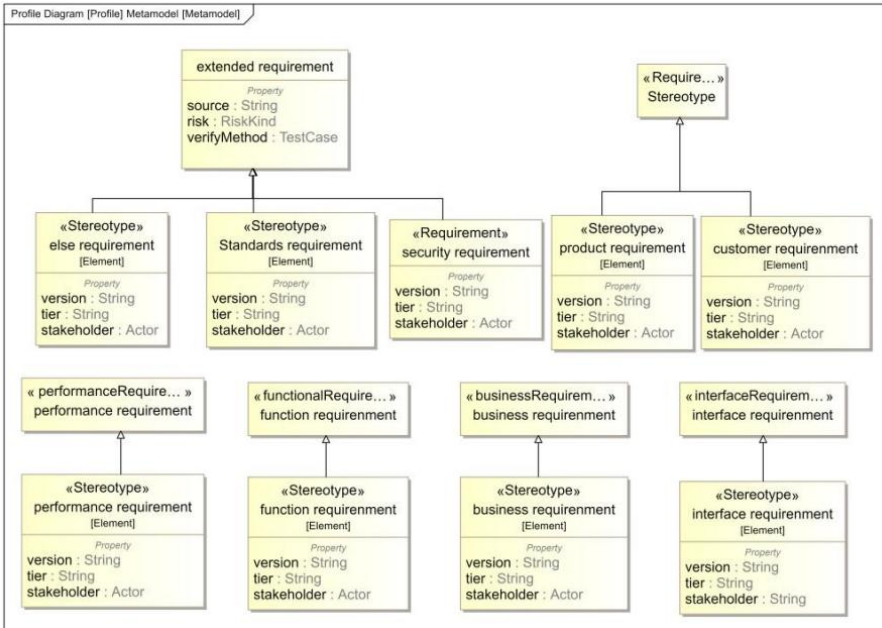 Profile Diagram [Profile] Metamodel [Metamodel]
extended requirement
Property
source : String
risk : RiskKind
verifyMethod : TestCase
«Require… »
Stereotype
«Stereotype»
else requirement
[Element]
Property
version : String
tier : String
stakeholder : Actor
«Stereotype»
Standards requirement
[Element]
Property
version : String
tier : String
stakeholder : Actor
«Requirement»
security requirement
Property
version : String
tier : String
stakeholder : Actor
«Stereotype»
product requirement
[Element]
Property
version : String
tier : String
stakeholder : Actor
«Stereotype»
customer requirenment
[Element]
Property
version : String
tier : String
stakeholder : Actor
« performanceRequire… »
performance requirement
«functionalRequire… »
function requirenment
«businessRequirem… »
business requirenment
«interfaceRequirem… »
interface requirenment
«Stereotype»
performance requirement
[Element]
Property
version : String
tier : String
stakeholder : Actor
«Stereotype»
function requirenment
[Element]
Property
version : String
tier : String
stakeholder : Actor
«Stereotype»
business requirenment
[Element]
Property
version : String
tier : String
stakeholder : Actor
«Stereotype»
interface requirenment
[Element]
Property
version : String
tier : String
stakeholder : String